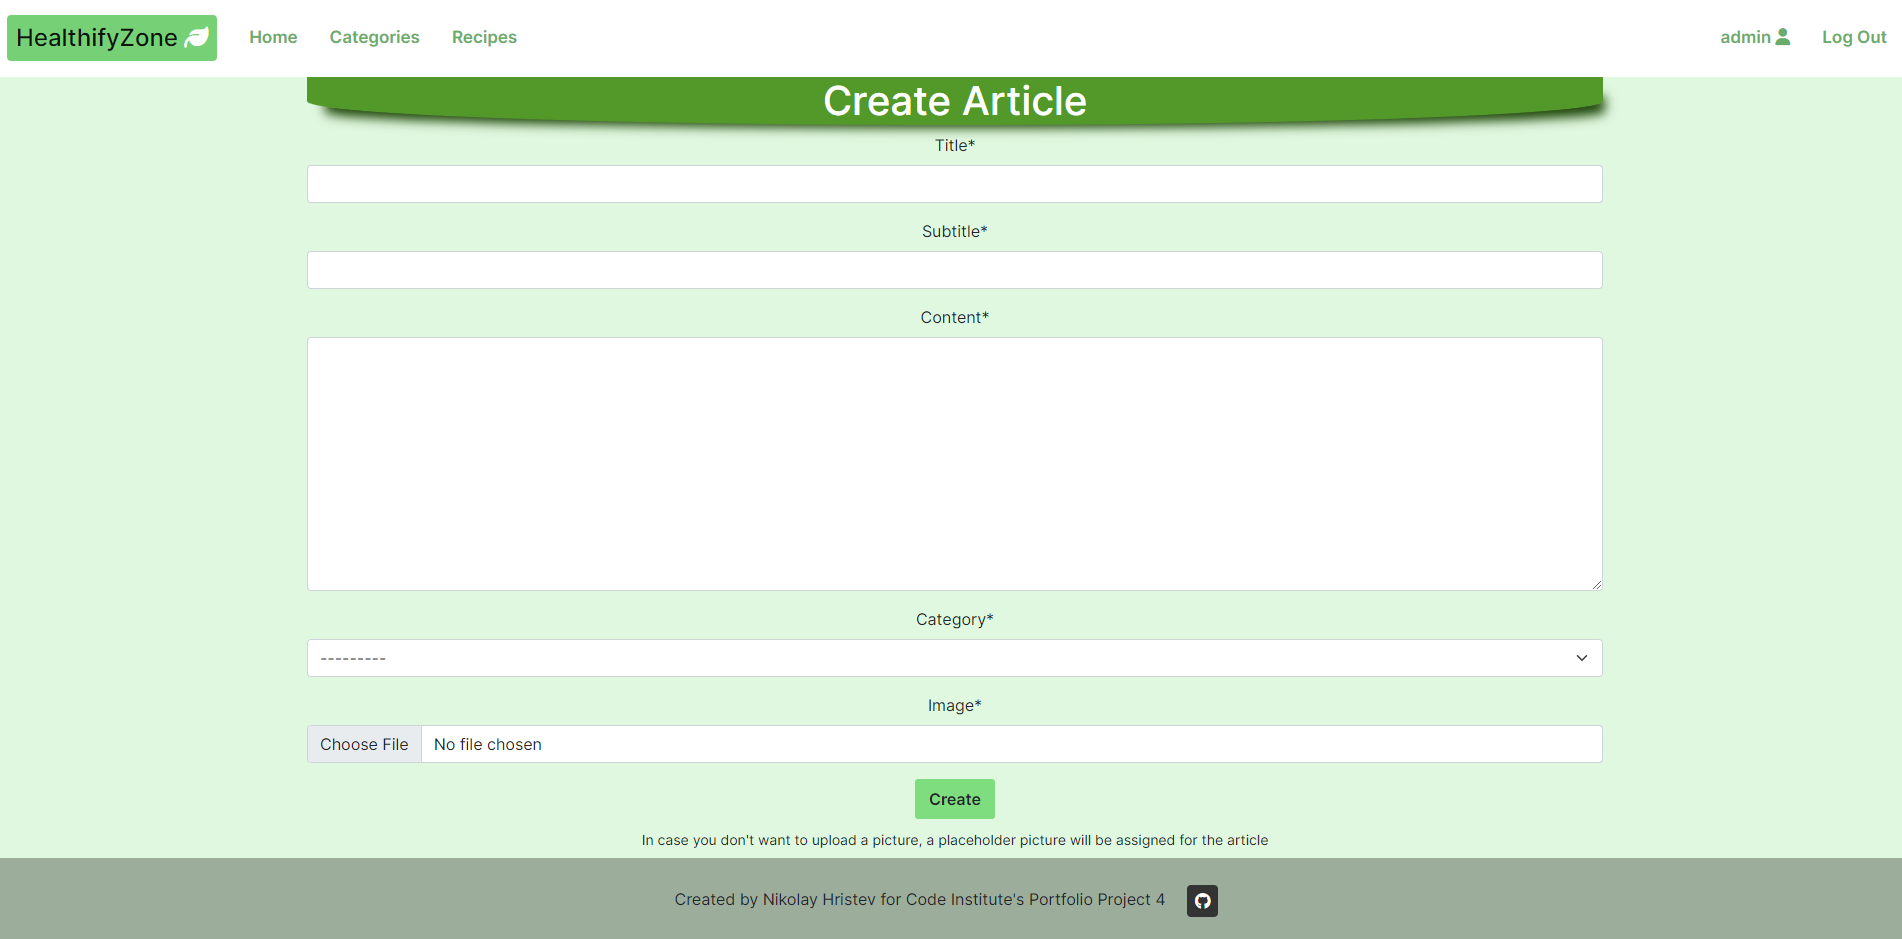 HealthifyZone
Home
Categories
Recipes
admin
Log Out
Create Article
Title*
Subtitle*
Content*
Category*
---------
Image*
Choose File
No file chosen
Create
In case you don't want to upload a picture, a placeholder picture will be assigned for the article
Created by Nikolay Hristev for Code Institute's Portfolio Project 4